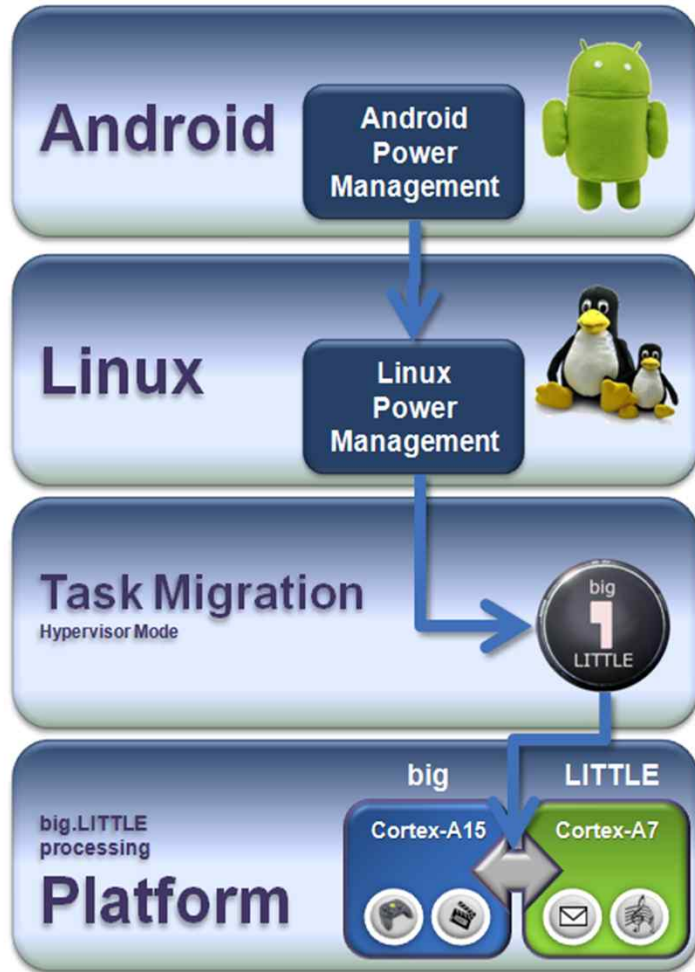 Android
Android
Power
Management
Linux
Linux
Power
Management
Task Migration
Hypervisor Mode
big
LITTLE
big
LITTLE
big.LITTLE
processing
Platform
Cortex-A15
Cortex-A7